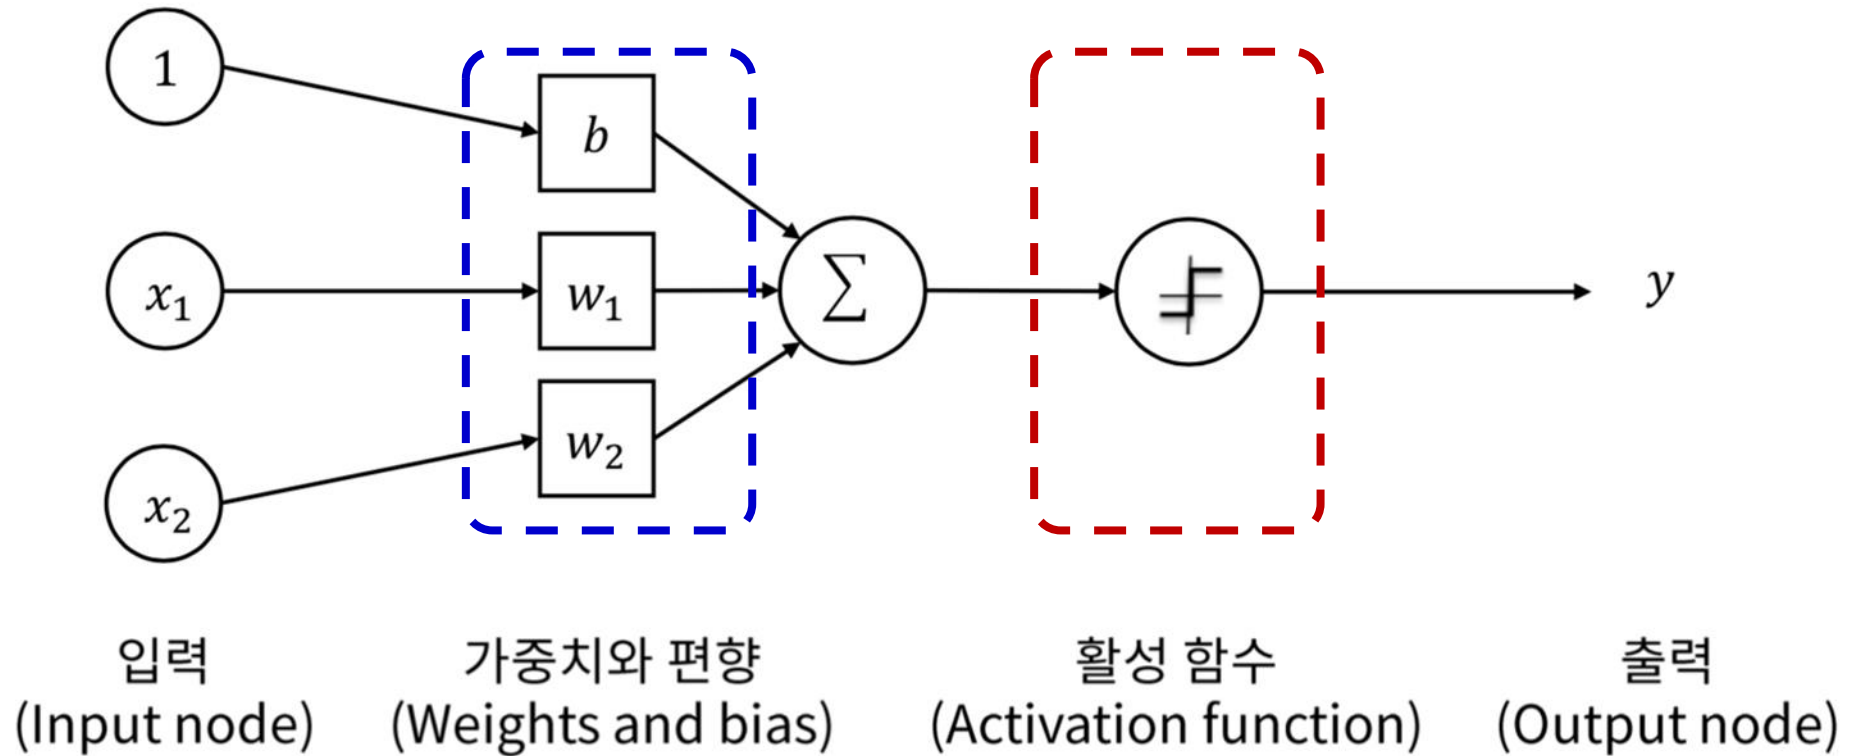 1
b
x₁
w₁
∑
y
w₂
x₂
입력
(Input node)
가중치와 편향
(Weights and bias)
활성 함수
(Activation function)
출력
(Output node)